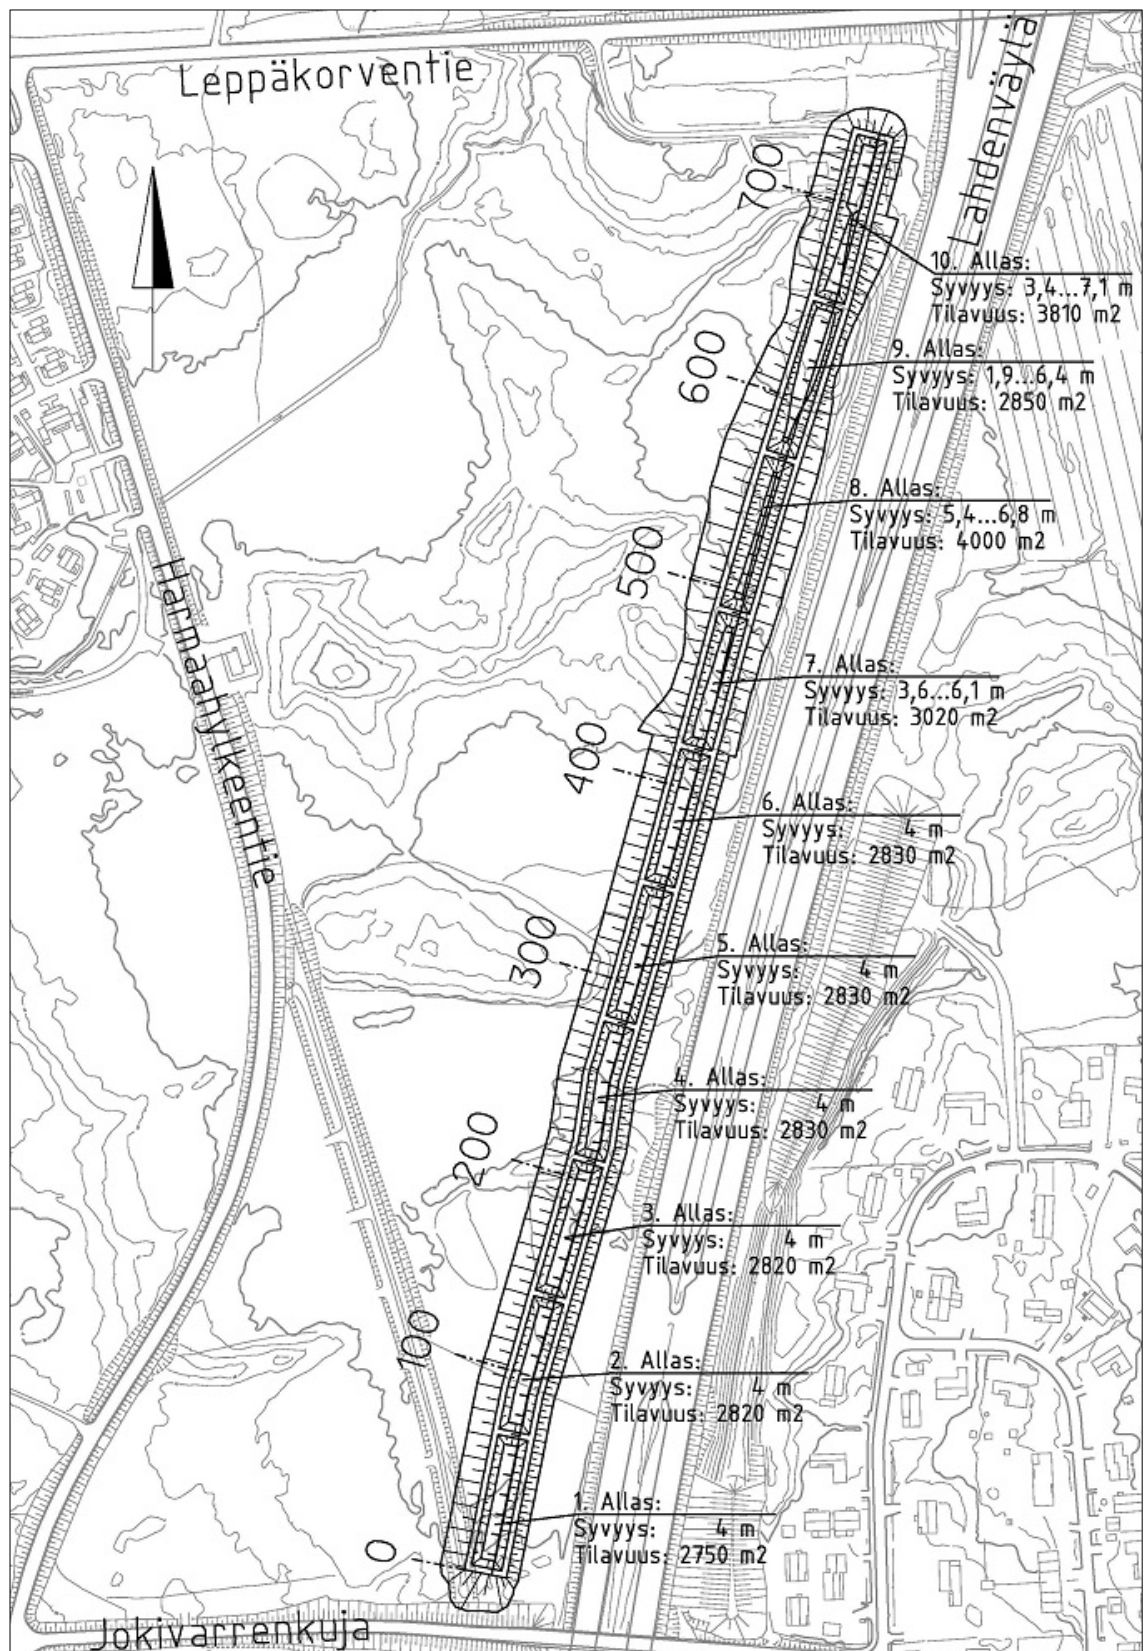 Leppäkorventie
Lahdenväylä
700
10. Allas:
Syvyys: 3,4...7,1 m
Tilavuus: 3810 m2
600
9. Allas:
Syvyys: 1,9...6,4 m
Tilavuus: 2850 m2
8. Allas:
Syvyys: 5,4...6,8 m
Tilavuus: 4000 m2
500
Harmaahylkeentie
7. Allas:
Syvyys: 3,6...6,1 m
Tilavuus: 3020 m2
400
6. Allas:
Syvyys: 4 m
Tilavuus: 2830 m2
300
5. Allas:
Syvyys: 4 m
Tilavuus: 2830 m2
4. Allas:
Syvyys: 4 m
Tilavuus: 2830 m2
200
3. Allas:
Syvyys: 4 m
Tilavuus: 2820 m2
100
2. Allas:
Syvyys: 4 m
Tilavuus: 2820 m2
1. Allas:
Syvyys: 4 m
Tilavuus: 2750 m2
0
Jokivarrenkuja